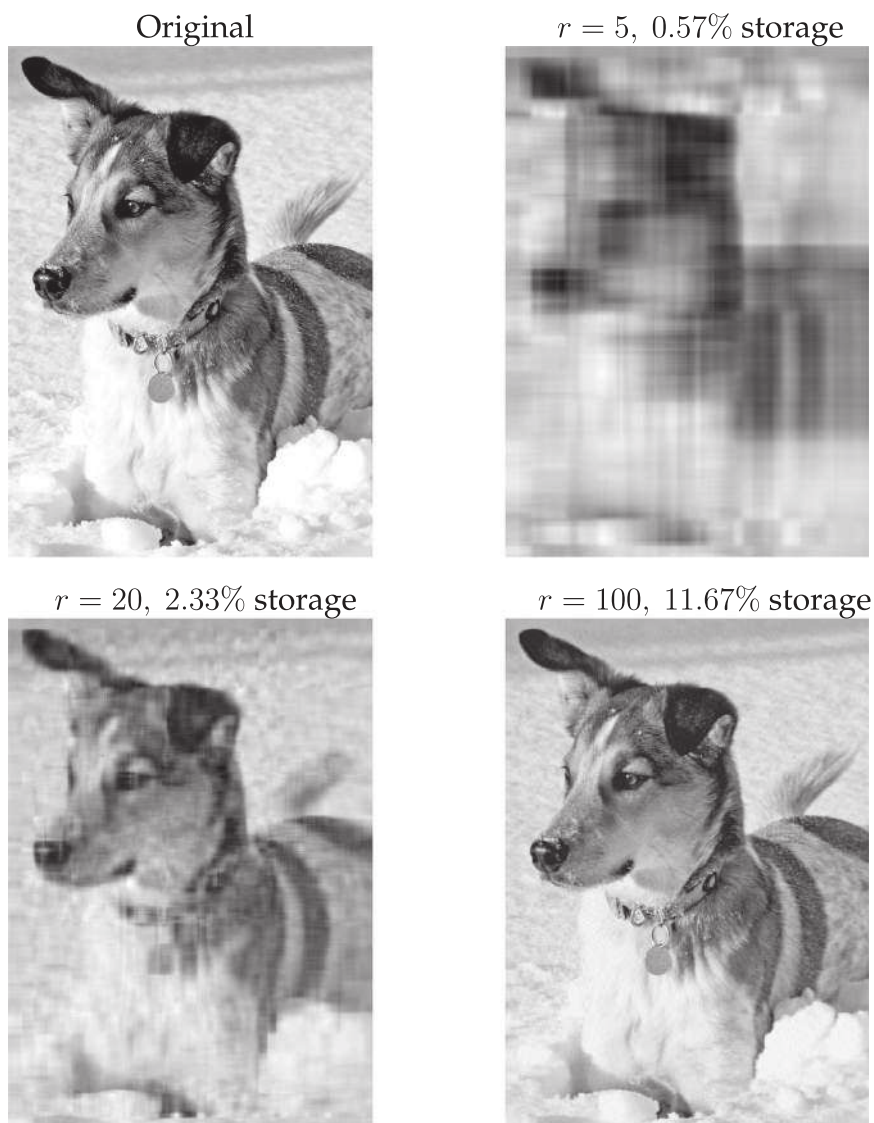 Original
r = 5, 0.57% storage
r = 20, 2.33% storage
r = 100, 11.67% storage